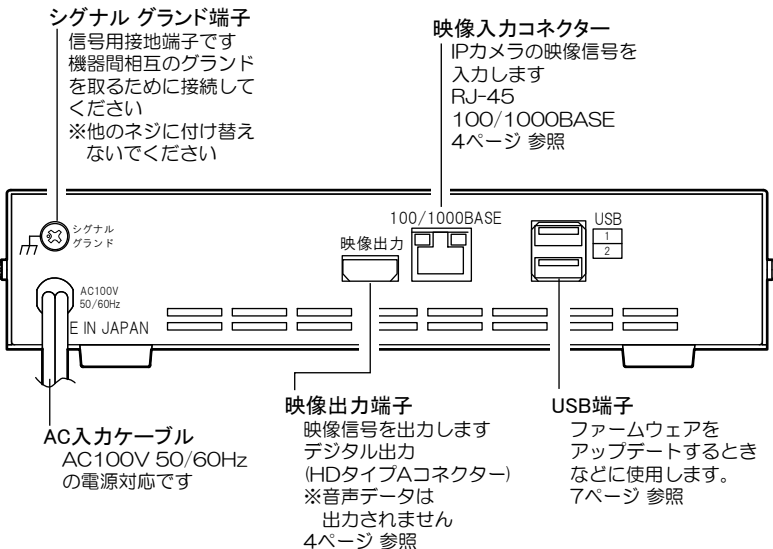 シグナル グランド端子
信号用接地端子です
機器間相互のグランド
を取るために接続して
ください
※他のネジに付け替え
ないでください
映像入力コネクター
IPカメラの映像信号を
入力します
RJ-45
100/1000BASE
4ページ 参照
シグナル
グランド
AC100V
50/60Hz
E IN JAPAN
映像出力
100/1000BASE
USB
1
2
AC入力ケーブル
AC100V 50/60Hz
の電源対応です
映像出力端子
映像信号を出力します
デジタル出力
(HDタイプAコネクター)
※音声データは
出力されません
4ページ 参照
USB端子
ファームウェアを
アップデートするとき
などに使用します。
7ページ 参照